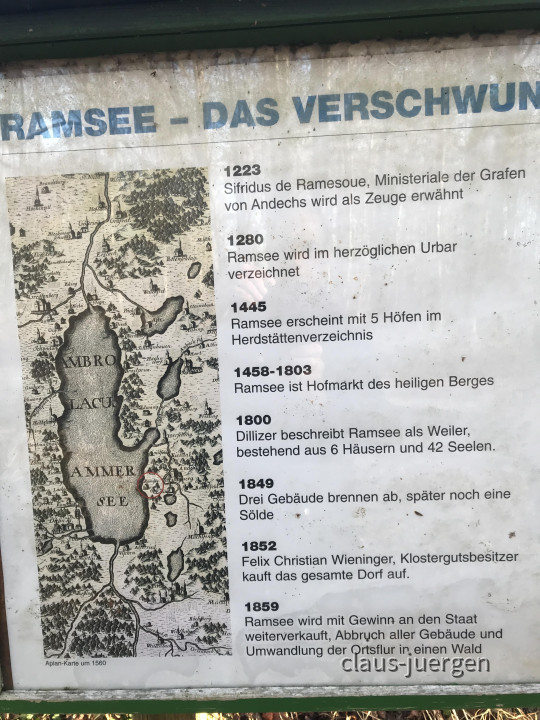 RAMSEE – DAS VERSCHWUN
1223
Sifridus de Ramesoue, Ministeriale der Grafen
von Andechs wird als Zeuge erwähnt
1280
Ramsee wird im herzöglichen Urbar
verzeichnet
1445
Ramsee erscheint mit 5 Höfen im
Herdstättenverzeichnis
1458-1803
Ramsee ist Hofmarkt des heiligen Berges
1800
Dillizer beschreibt Ramsee als Weiler,
bestehend aus 6 Häusern und 42 Seelen.
1849
Drei Gebäude brennen ab, später noch eine
Sölde
1852
Felix Christian Wieninger, Klostergutsbesitzer
kauft das gesamte Dorf auf.
1859
Ramsee wird mit Gewinn an den Staat
weiterverkauft, Abbruch aller Gebäude und
Umwandlung der Ortsflur in einen Wald
AMBRO
LACU
AMMER
SEE
Apian-Karte um 1560
claus-juergen